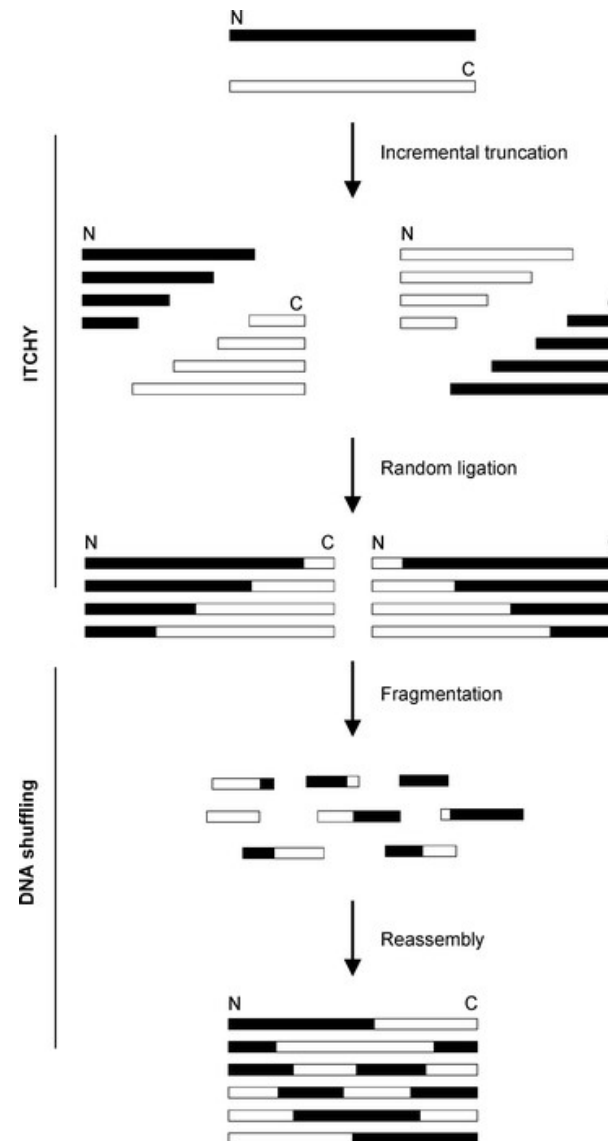 N
C
Incremental truncation
N
N
C
ITCHY
Random ligation
N
C
N
Fragmentation
DNA shuffling
Reassembly
N
C